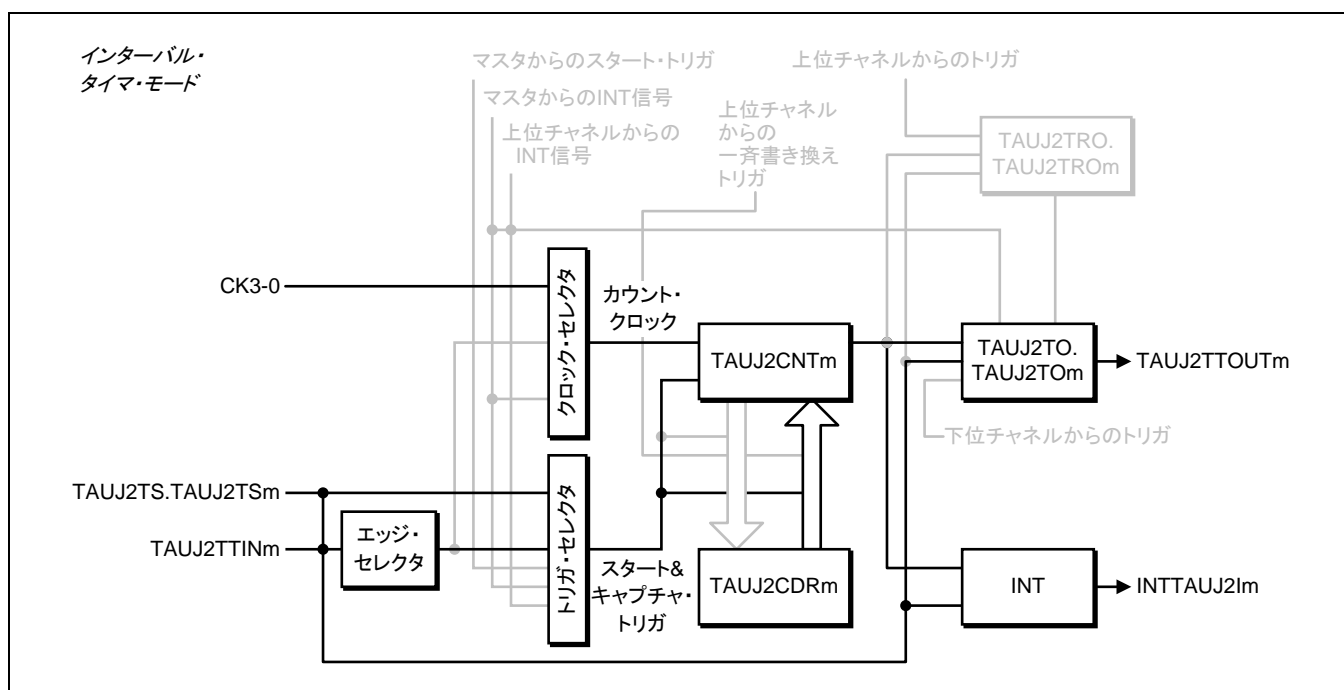 インターバル・
タイマ・モード
マスタからのスタート・トリガ
マスタからのINT信号
上位チャネルからの
INT信号
上位チャネル
からの
一斉書き換え
トリガ
上位チャネルからのトリガ
TAUJ2TRO.
TAUJ2TROm
CK3-0
クロック・セレクタ
カウント・
クロック
TAUJ2CNTm
TAUJ2TO.
TAUJ2TOm
TAUJ2TTOUTm
下位チャネルからのトリガ
TAUJ2TS.TAUJ2TSm
TAUJ2TTINm
エッジ・
セレクタ
トリガ・セレクタ
スタート&
キャプチャ・
トリガ
TAUJ2CDRm
INT
INTTAUJ2Im